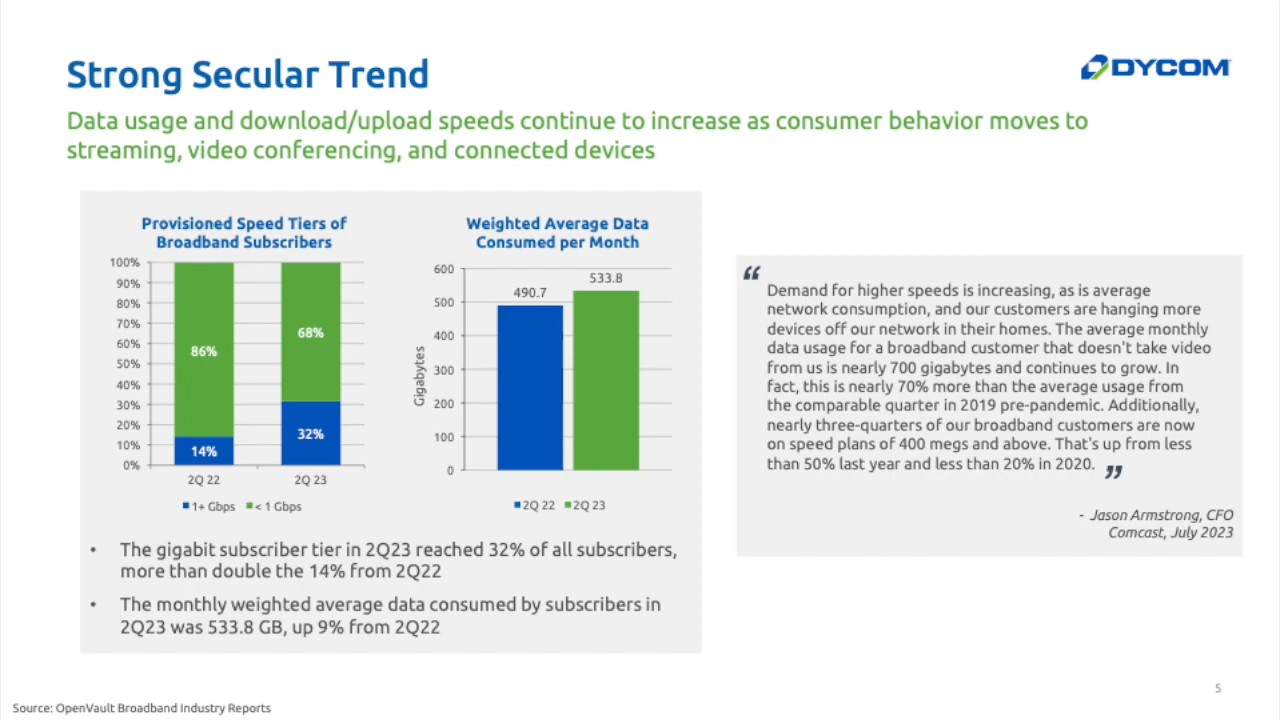 Strong Secular Trend
DYCOM
Data usage and download/upload speeds continue to increase as consumer behavior moves to
streaming, video conferencing, and connected devices
Provisioned Speed Tiers of
Broadband Subscribers
100%
90%
80%
70%
60%
50%
40%
30%
20%
10%
0%
86%
14%
68%
32%
2Q 22
2Q 23
1+ Gbps
< 1 Gbps
Weighted Average Data
Consumed per Month
Gigabytes
600
500
400
300
200
100
0
490.7
533.8
2Q 22
2Q 23
• The gigabit subscriber tier in 2Q23 reached 32% of all subscribers,
more than double the 14% from 2Q22
• The monthly weighted average data consumed by subscribers in
2Q23 was 533.8 GB, up 9% from 2Q22
“
Demand for higher speeds is increasing, as is average
network consumption, and our customers are hanging more
devices off our network in their homes. The average monthly
data usage for a broadband customer that doesn't take video
from us is nearly 700 gigabytes and continues to grow. In
fact, this is nearly 70% more than the average usage from
the comparable quarter in 2019 pre-pandemic. Additionally,
nearly three-quarters of our broadband customers are now
on speed plans of 400 megs and above. That's up from less
than 50% last year and less than 20% in 2020. ”
- Jason Armstrong, CFO
Comcast, July 2023
5
Source: OpenVault Broadband Industry Reports